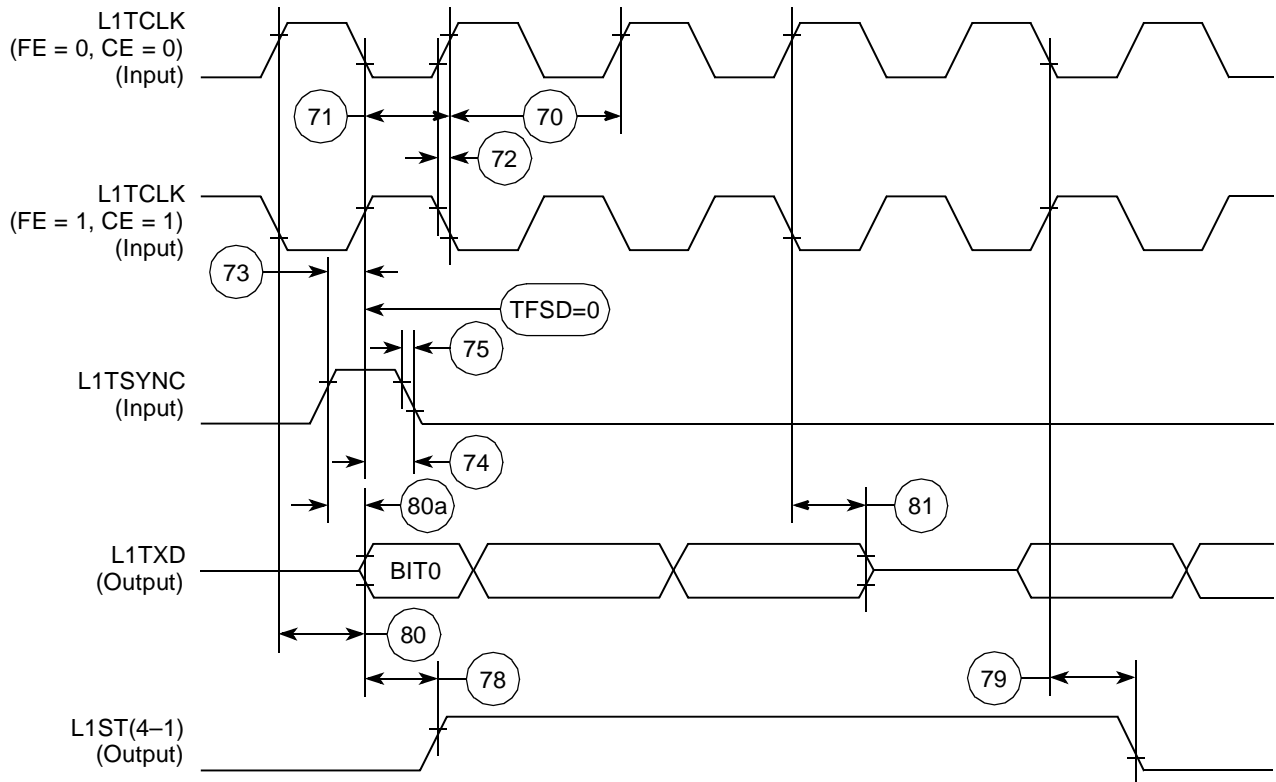 L1TCLK
(FE = 0, CE = 0)
(Input)
71
70
72
L1TCLK
(FE = 1, CE = 1)
(Input)
73
TFSD=0
75
L1TSYNC
(Input)
74
80a
81
L1TXD
(Output)
BIT0
80
78
79
L1ST(4–1)
(Output)